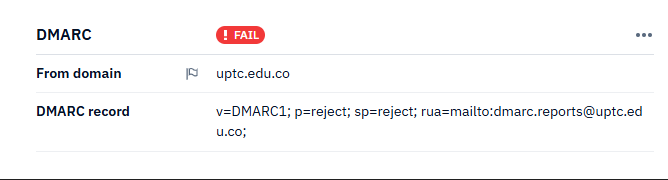 DMARC
! FAIL
From domain
uptc.edu.co
DMARC record
v=DMARC1; p=reject; sp=reject; rua=mailto:dmarc.reports@uptc.ed
u.co;